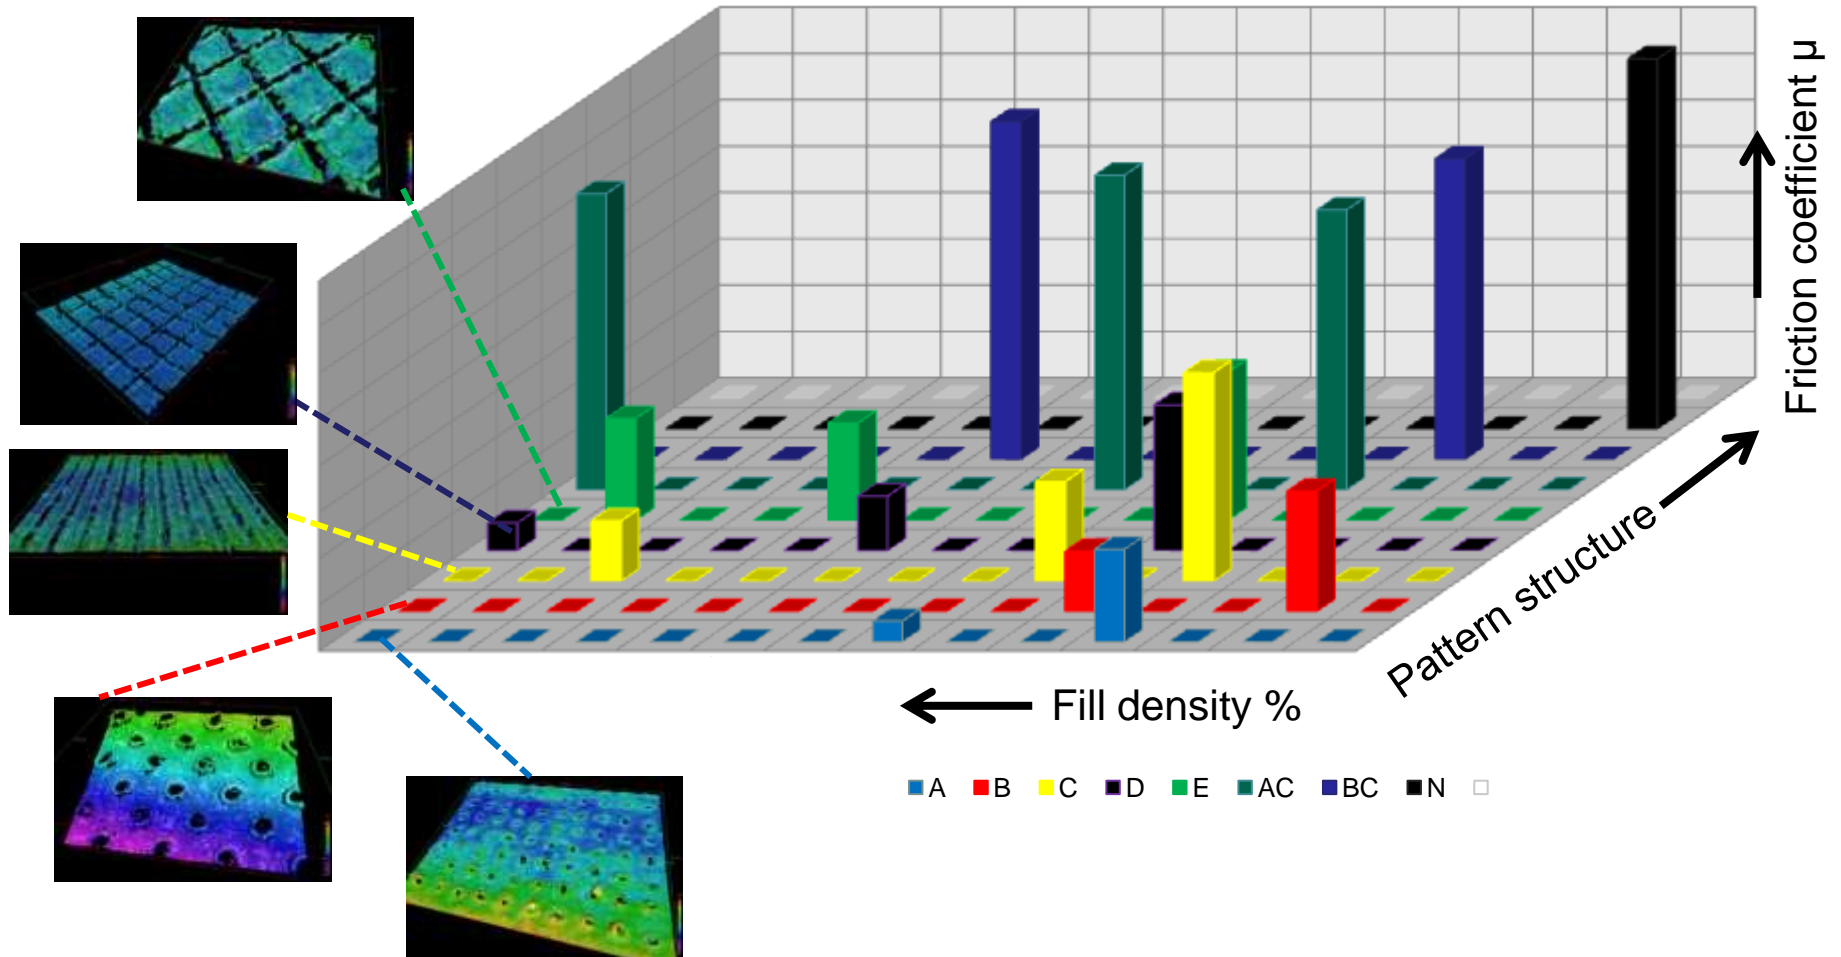 Friction coefficient µ
Pattern structure
Fill density %
A B C D E AC BC N